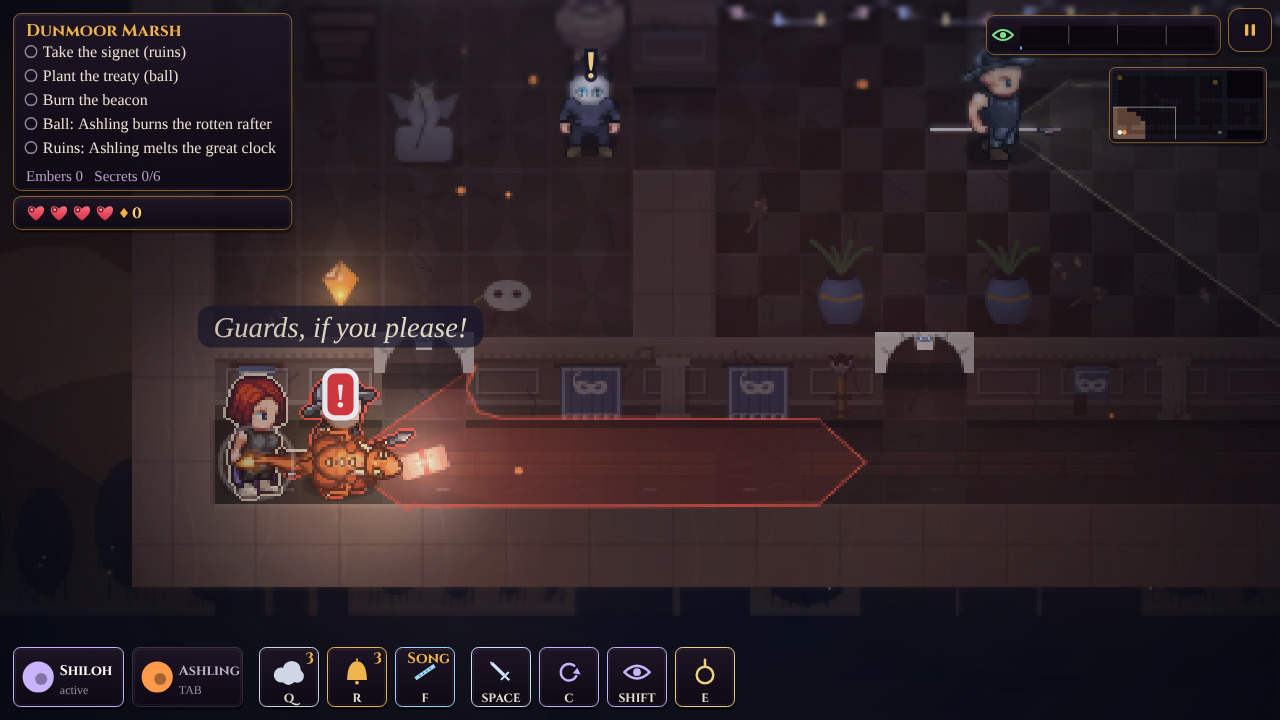 Dunmoor Marsh
Take the signet (ruins)
Plant the treaty (ball)
Burn the beacon
Ball: Ashling burns the rotten rafter
Ruins: Ashling melts the great clock
Embers 0 Secrets 0/6
0
!
Guards, if you please!
!
Shiloh
active
Ashling
TAB
3
Q
3
R
Song
F
SPACE
C
SHIFT
E